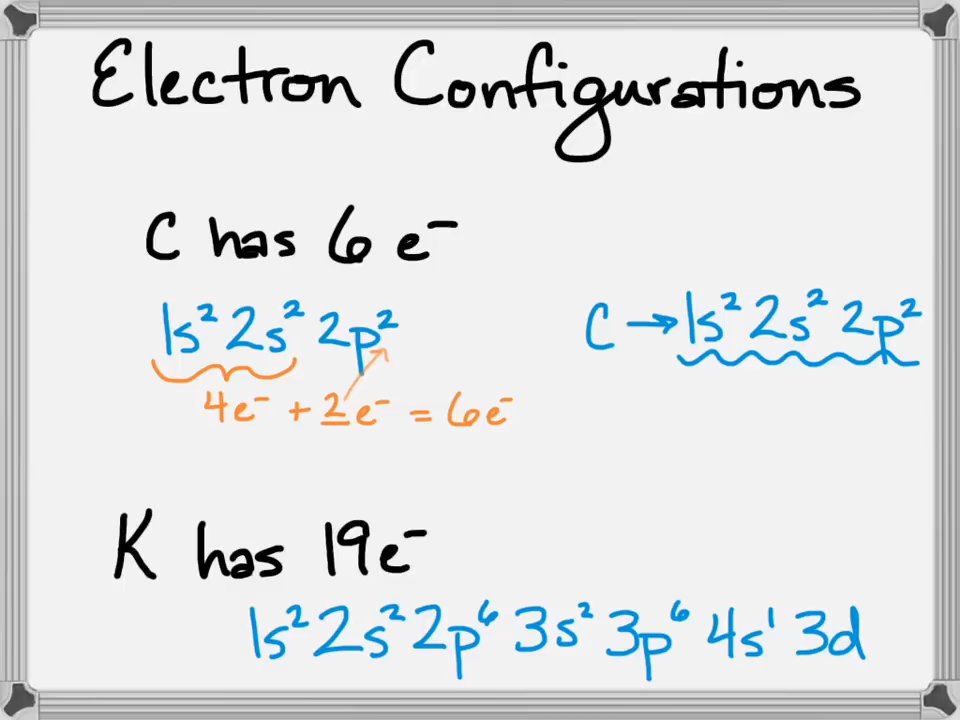 Electron Configurations
C has 6 e⁻
1s² 2s² 2p²
C → 1s² 2s² 2p²
4e⁻ + 2e⁻ = 6e⁻
K has 19e⁻
1s² 2s² 2p⁶ 3s² 3p⁶ 4s¹ 3d